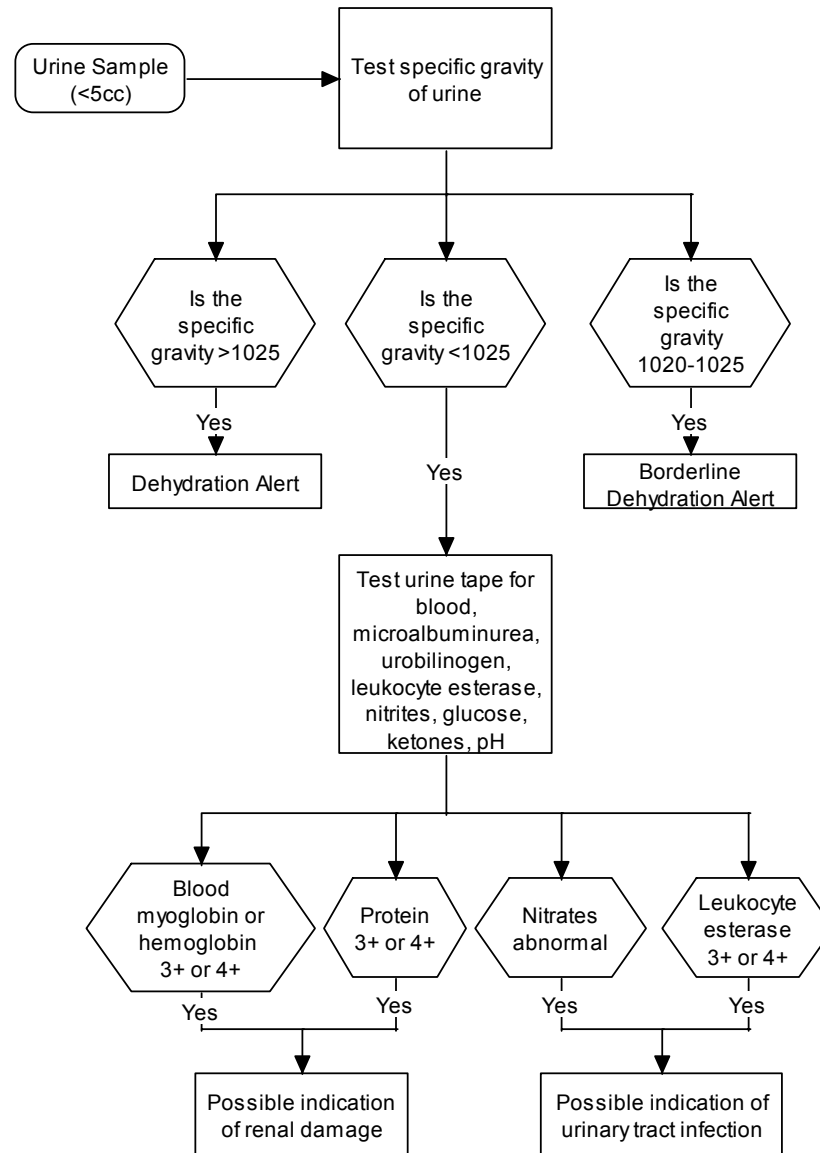 Urine Sample
(<5cc)
Test specific gravity
of urine
Is the
specific
gravity >1025
Is the
specific
gravity <1025
Is the
specific
gravity
1020-1025
Yes
Yes
Yes
Dehydration Alert
Borderline
Dehydration Alert
Test urine tape for
blood,
microalbuminurea,
urobilinogen,
leukocyte esterase,
nitrites, glucose,
ketones, pH
Blood
myoglobin or
hemoglobin
3+ or 4+
Protein
3+ or 4+
Nitrates
abnormal
Leukocyte
esterase
3+ or 4+
Yes
Yes
Yes
Yes
Possible indication
of renal damage
Possible indication of
urinary tract infection